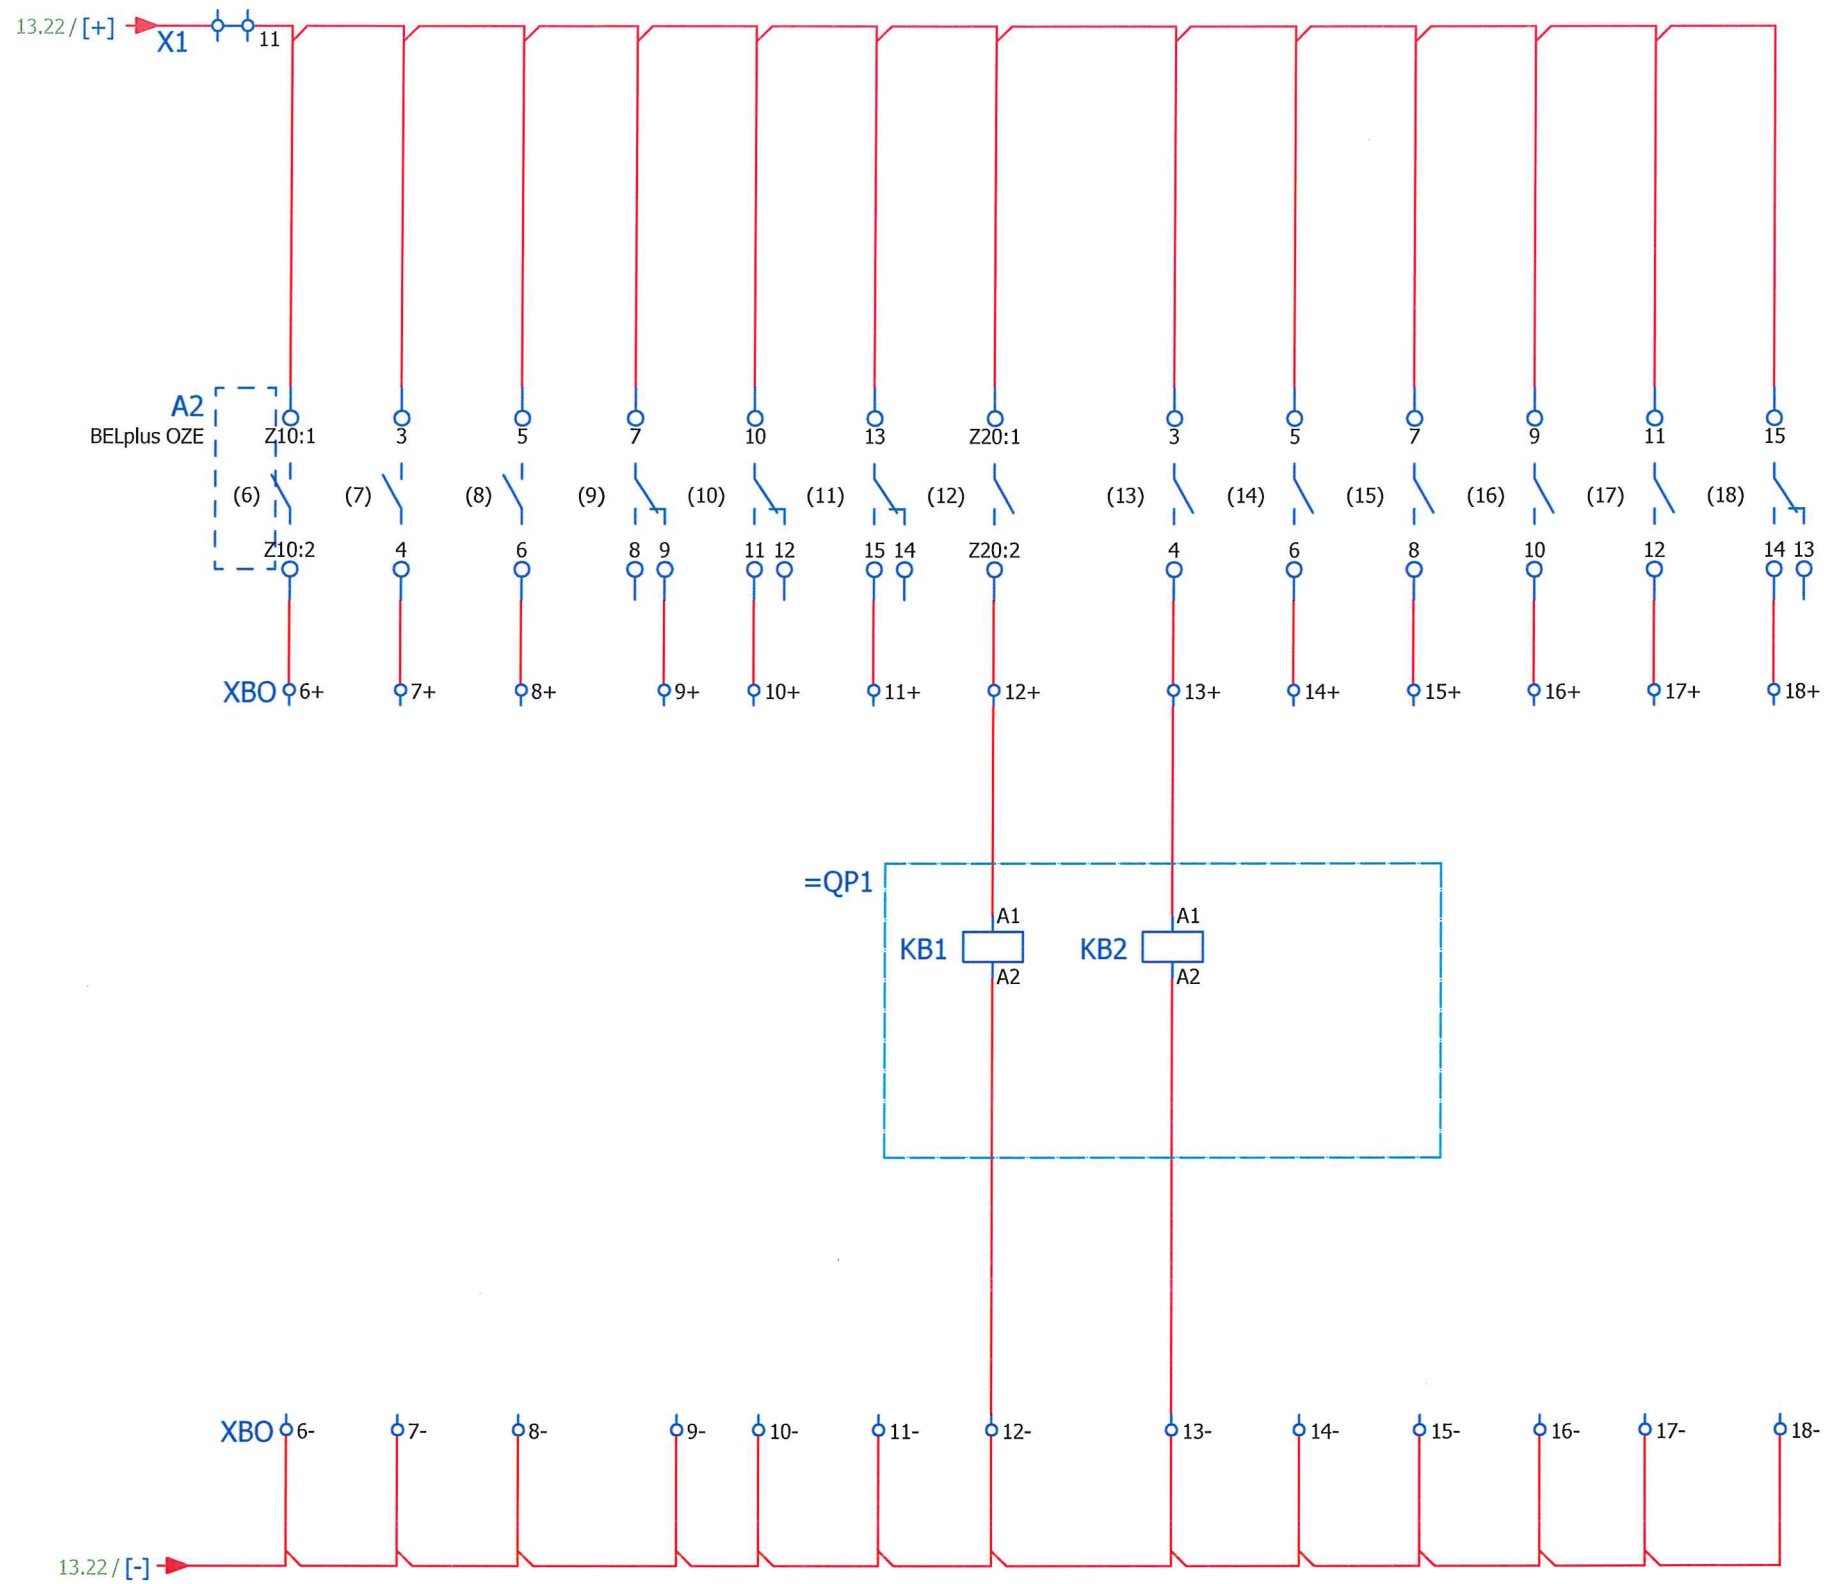 13.22 / [+] X1 11
A2
BELplus OZE Z10:1 3 5 7 10 13 Z20:1 3 5 7 9 11 15
(6) (7) (8) (9) (10) (11) (12) (13) (14) (15) (16) (17) (18)
Z10:2 4 6 8 9 11 12 15 14 Z20:2 4 6 8 10 12 14 13
XBO 6+ 7+ 8+ 9+ 10+ 11+ 12+ 13+ 14+ 15+ 16+ 17+ 18+
=QP1
A1 A1
KB1 KB2
A2 A2
XBO 6- 7- 8- 9- 10- 11- 12- 13- 14- 15- 16- 17- 18-
13.22 / [-]